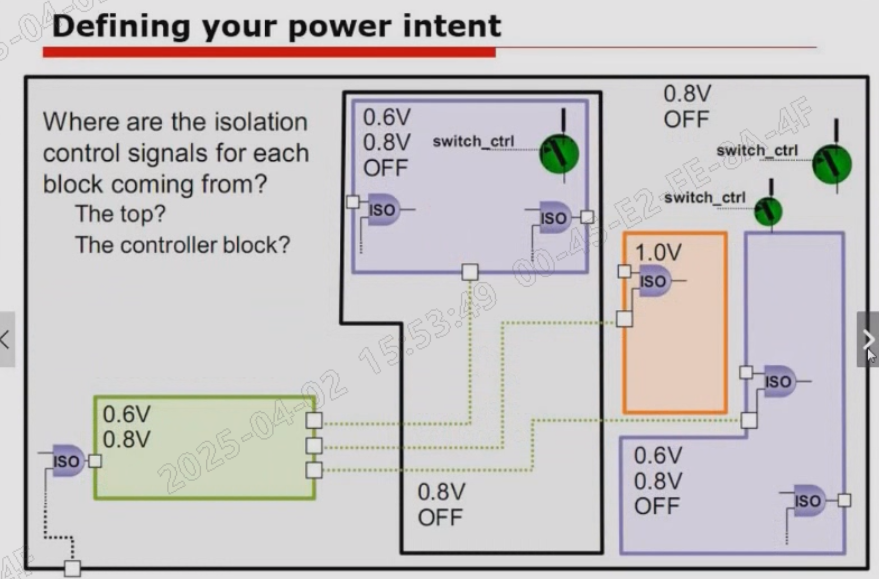 Defining your power intent
Where are the isolation
control signals for each
block coming from?
The top?
The controller block?
0.6V
0.8V
OFF
switch_ctrl
ISO
ISO
0.8V
OFF
switch_ctrl
switch_ctrl
1.0V
ISO
ISO
0.6V
0.8V
ISO
0.6V
0.8V
OFF
ISO
0.8V
OFF
2025-04-02 15:53:49 00-45-E2-EE-8A-4F